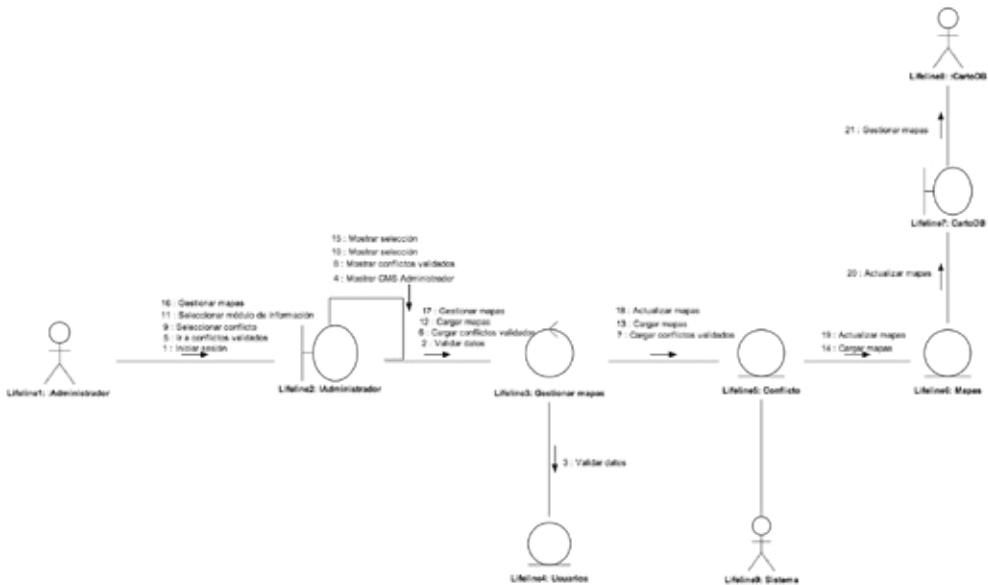 Lifeline8: :CartoDB
21 : Gestionar mapas
Lifeline7: CartoDB
20 : Actualizar mapas
15 : Mostrar selección
10 : Mostrar selección
8 : Mostrar conflictos validados
4 : Mostrar CMS Administrador
16 : Gestionar mapas
11 : Seleccionar módulo de información
9 : Seleccionar conflicto
5 : Ir a conflictos validados
1 : Iniciar sesión
17 : Gestionar mapas
12 : Cargar mapas
6 : Cargar conflictos validados
2 : Validar datos
18 : Actualizar mapas
13 : Cargar mapas
7 : Cargar conflictos validados
19 : Actualizar mapas
14 : Cargar mapas
Lifeline1: :Administrador
Lifeline2: IAdministrador
Lifeline3: Gestionar mapas
Lifeline5: Conflicto
Lifeline6: Mapas
3 : Validar datos
Lifeline4: Usuarios
Lifeline9: Sistema